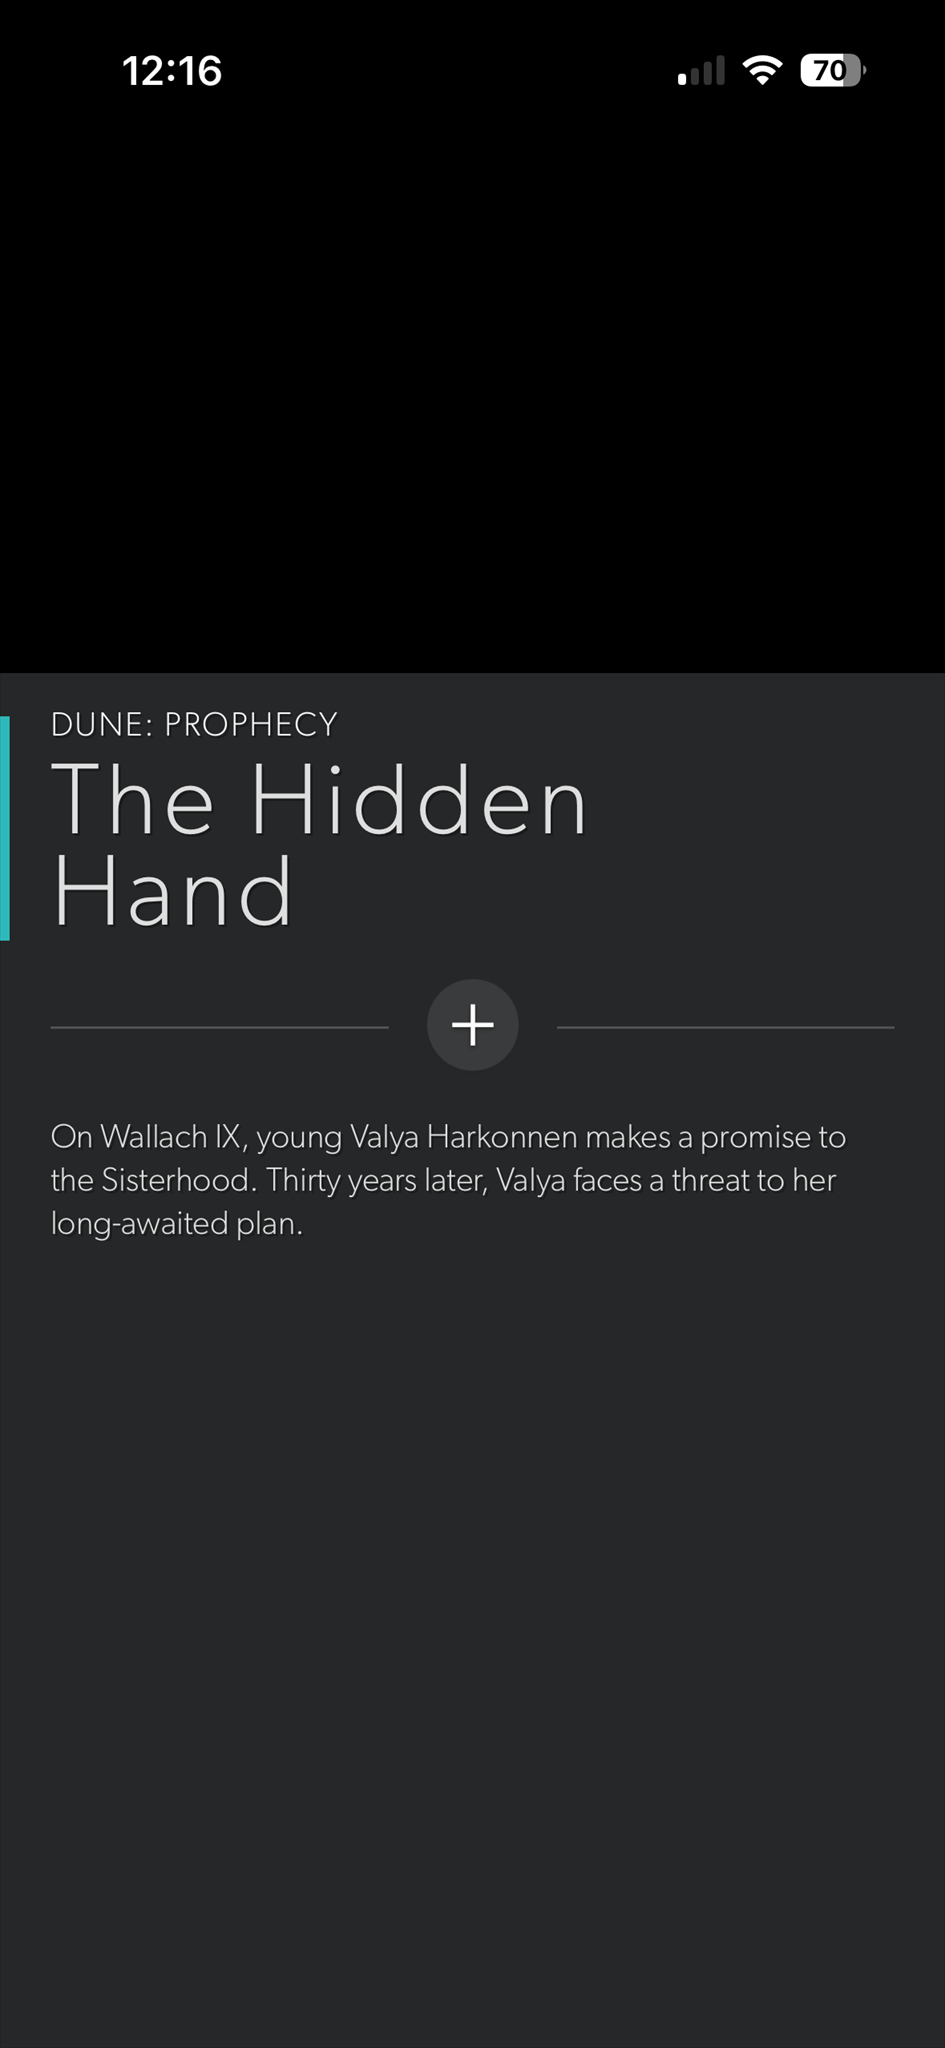 12:16
70
DUNE: PROPHECY
The Hidden
Hand
On Wallach IX, young Valya Harkonnen makes a promise to
the Sisterhood. Thirty years later, Valya faces a threat to her
long-awaited plan.